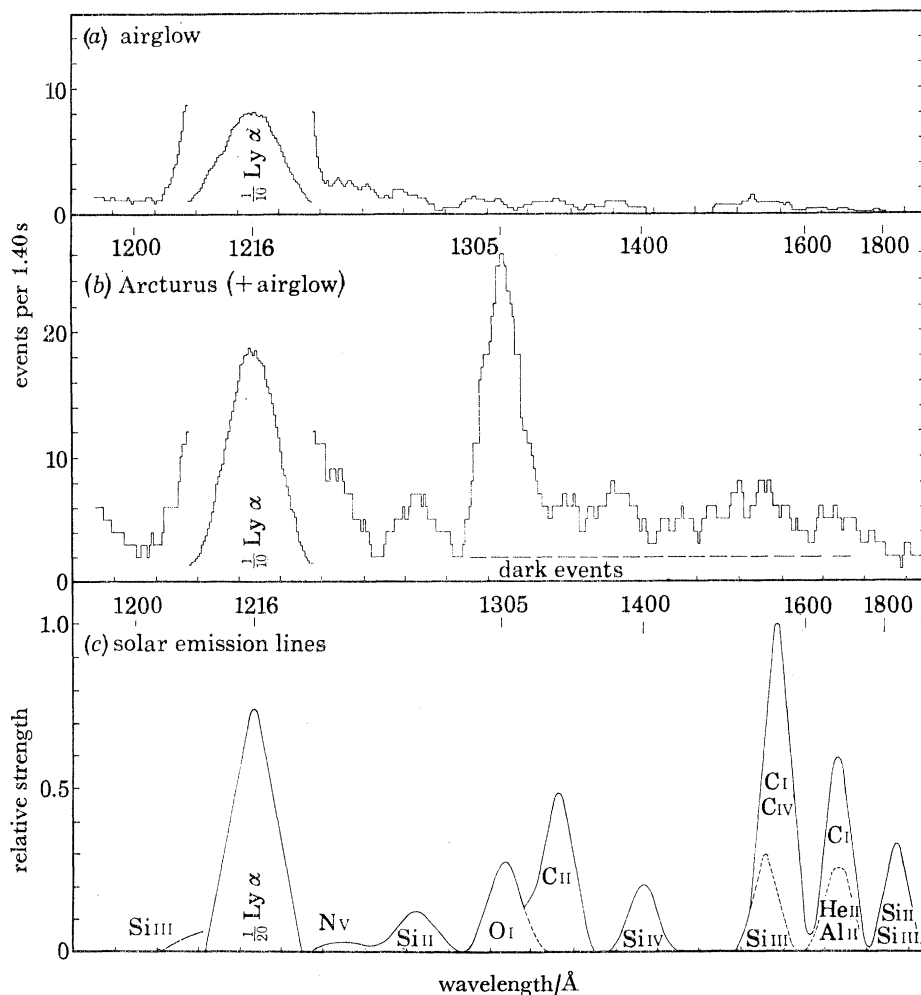 (a) airglow
10
1/10 Ly α
0
1200 1216 1305 1400 1600 1800
(b) Arcturus (+ airglow)
events per 1.40 s
20
10
1/10 Ly α
dark events
0
1200 1216 1305 1400 1600 1800
1.0
(c) solar emission lines
relative strength
0.5
C I
C IV
C I
C II
Si III
1/20 Ly α
N V
Si II
O I
Si IV
Si III
He II
Al II
Si II
Si III
0
wavelength/Å